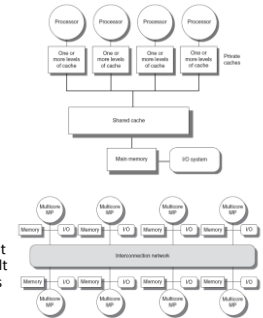 Processor Processor Processor Processor
One or more levels of cache One or more levels of cache One or more levels of cache One or more levels of cache Private caches
Shared cache
Main memory I/O system
Multicore MP Multicore MP Multicore MP Multicore MP
Memory I/O Memory I/O Memory I/O Memory I/O
t
Interconnection network
lt
s
Memory I/O Memory I/O Memory I/O Memory I/O
Multicore MP Multicore MP Multicore MP Multicore MP